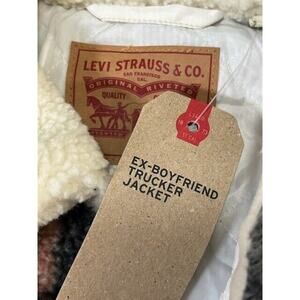 LEVI STRAUSS & CO.
SAN FRANCISCO
CAL.
ORIGINAL RIVETED
QUALITY
EX-BOYFRIEND
TRUCKER
JACKET